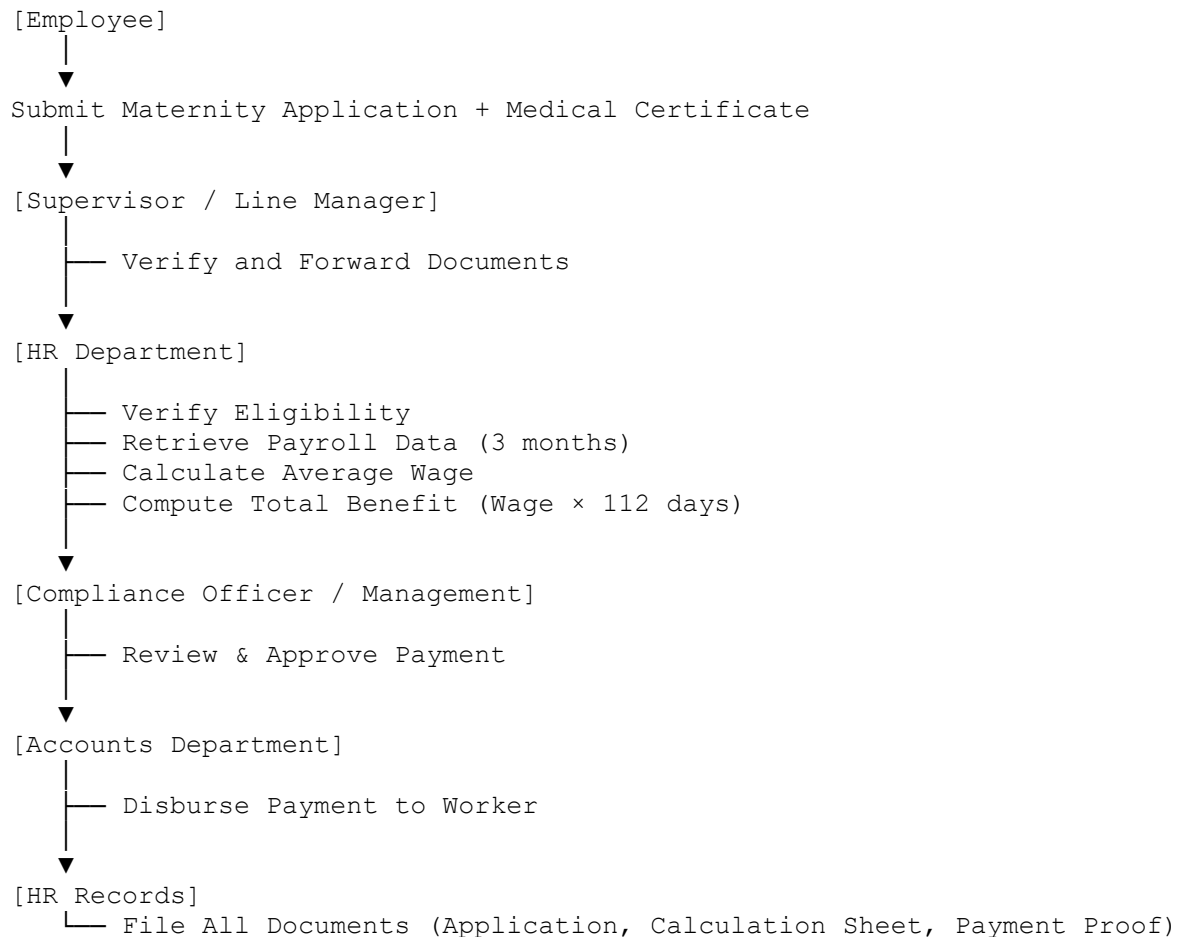 [Employee]
│
▼
Submit Maternity Application + Medical Certificate
│
▼
[Supervisor / Line Manager]
│
├── Verify and Forward Documents
│
▼
[HR Department]
│
├── Verify Eligibility
├── Retrieve Payroll Data (3 months)
├── Calculate Average Wage
├── Compute Total Benefit (Wage × 112 days)
│
▼
[Compliance Officer / Management]
│
├── Review & Approve Payment
│
▼
[Accounts Department]
│
├── Disburse Payment to Worker
│
▼
[HR Records]
└── File All Documents (Application, Calculation Sheet, Payment Proof)